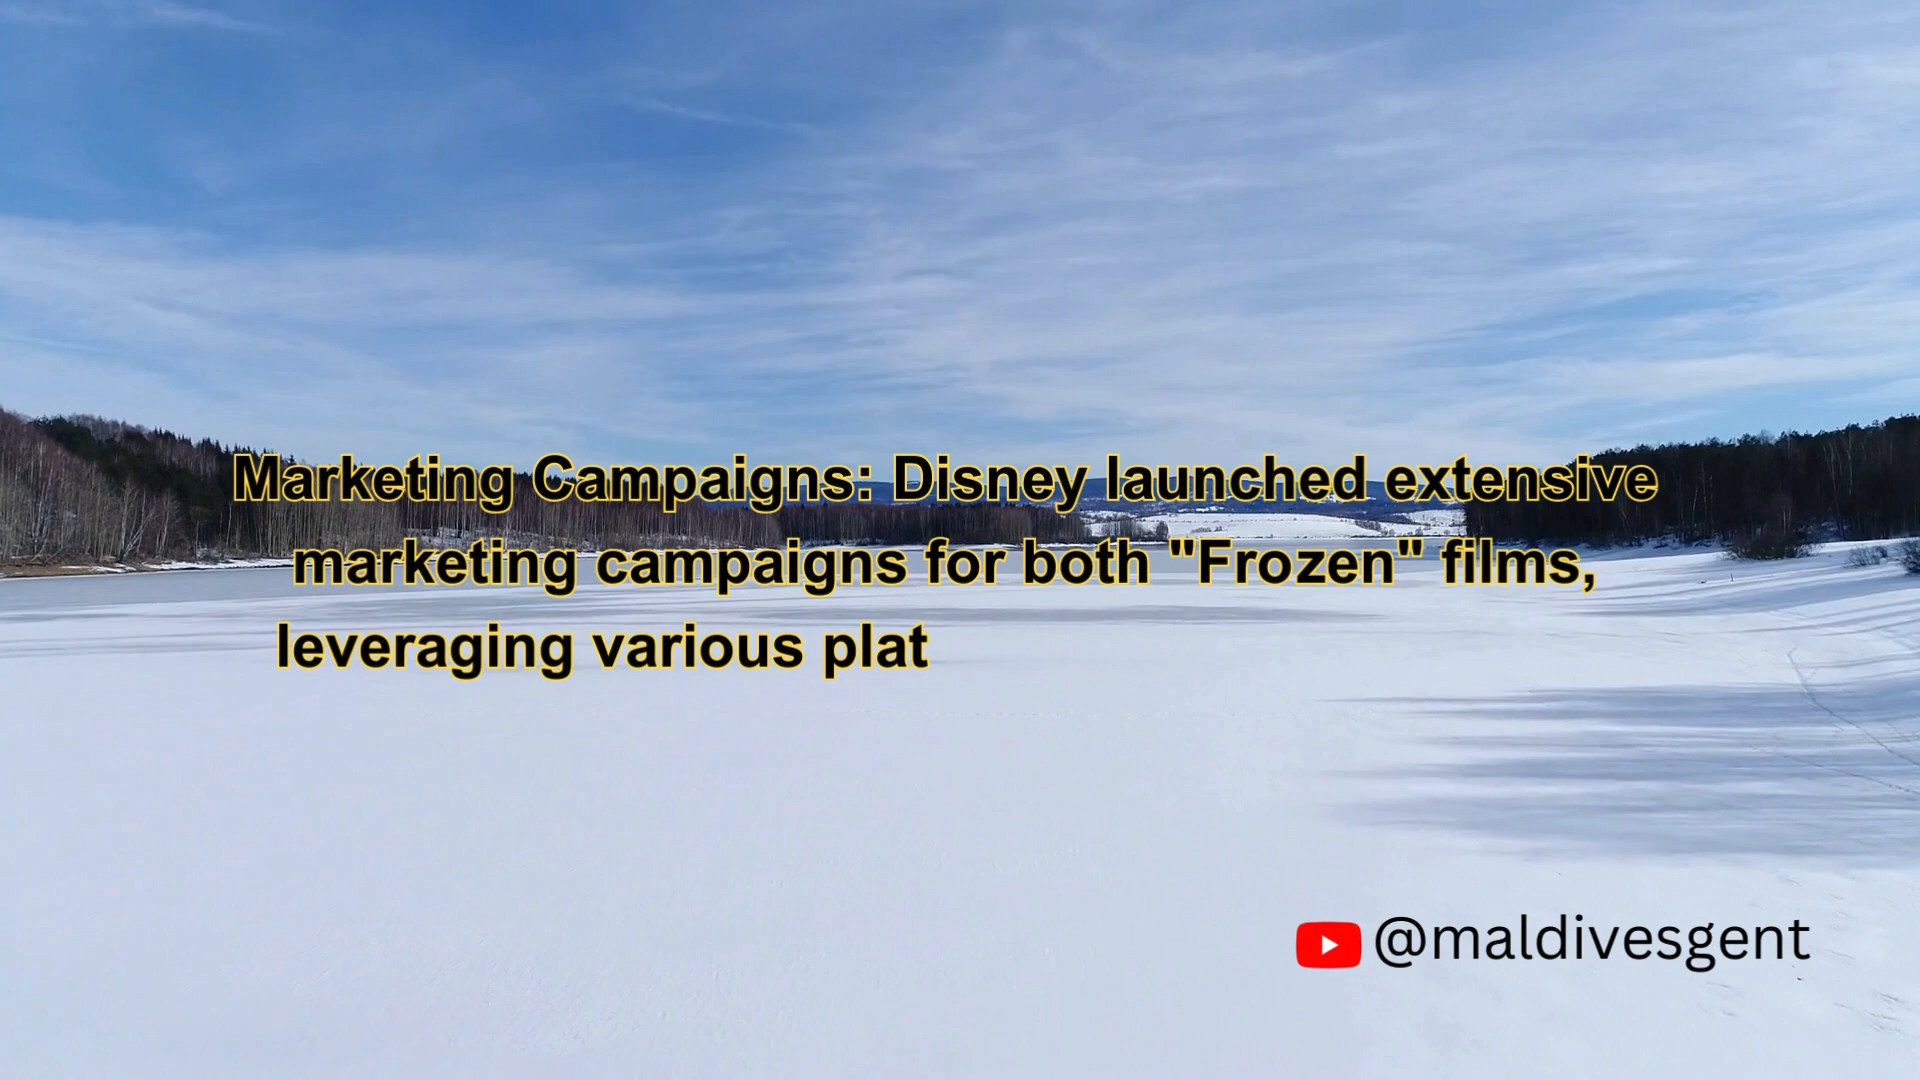 Marketing Campaigns: Disney launched extensive
marketing campaigns for both "Frozen" films,
leveraging various plat
@maldivesgent